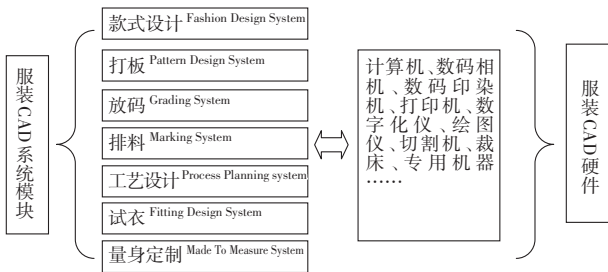 服装CAD系统模块
款式设计 Fashion Design System
打板 Pattern Design System
放码 Grading System
排料 Marking System
工艺设计 Process Planning system
试衣 Fitting Design System
量身定制 Made To Measure System
计算机、数码相
机、数码印染
机、打印机、数
字化仪、绘图
仪、切割机、裁
床、专用机器
……
服装CAD硬件